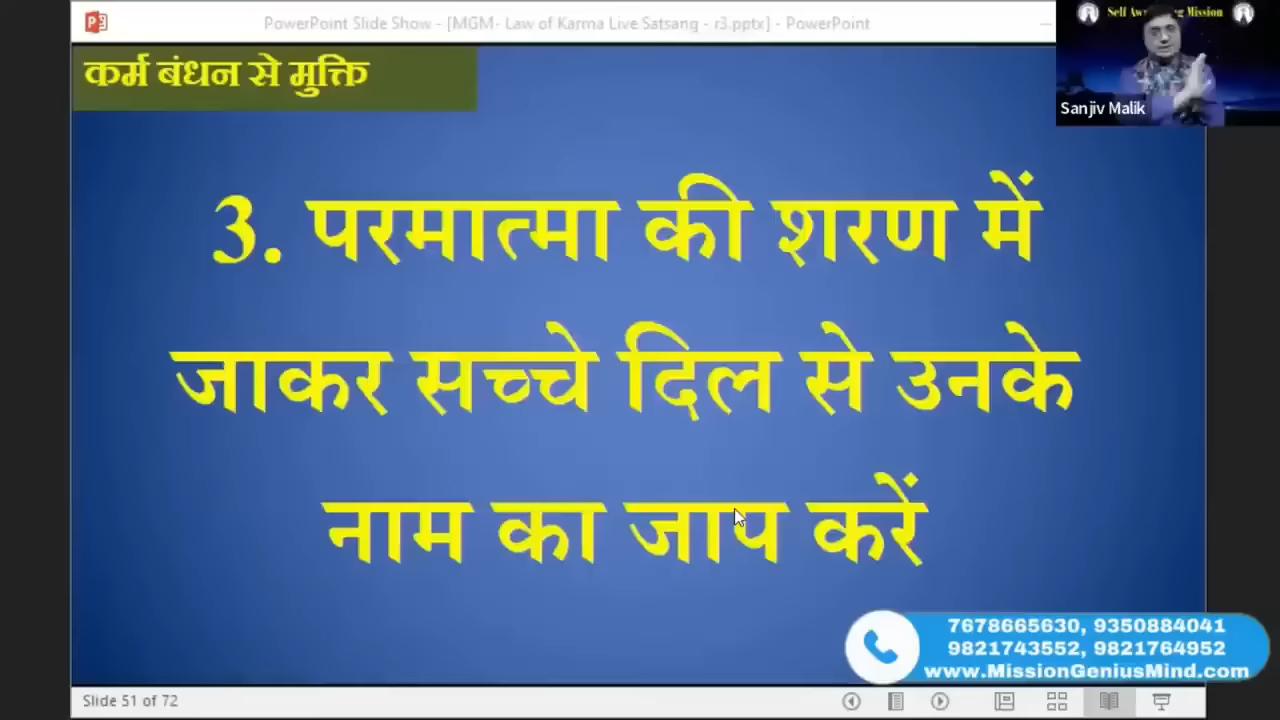 PowerPoint Slide Show - [MGM- Law of Karma Live Satsang - r3.pptx] - PowerPoint
Mission
Sanjiv Malik
कर्म बंधन से मुक्ति
3. परमात्मा की शरण में
जाकर सच्चे दिल से उनके
नाम का जाप करें
7678665630, 9350884041
9821743552, 9821764952
www.MissionGeniusMind.com
Slide 51 of 72